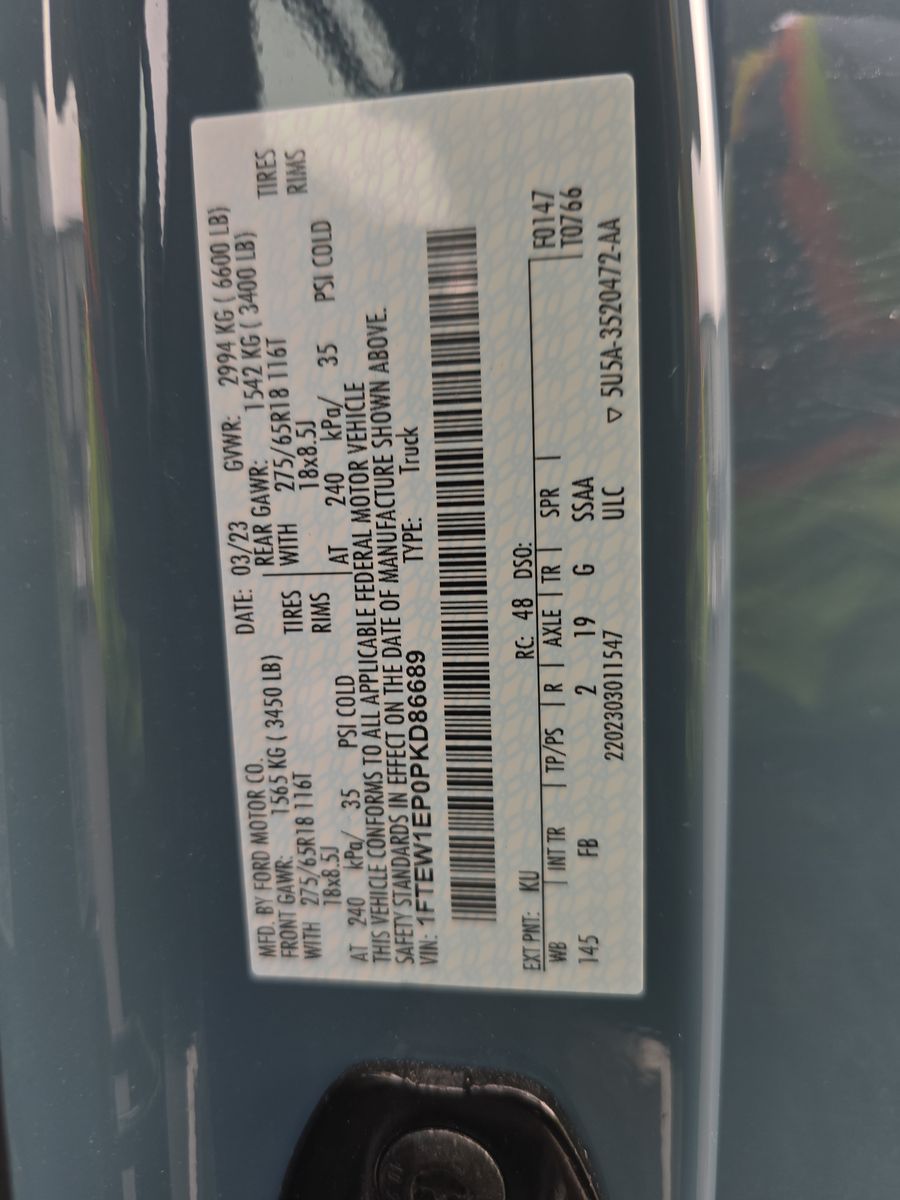 MFD. BY FORD MOTOR CO. DATE: 03/23 GVWR: 2994 KG ( 6600 LB)
FRONT GAWR: 1565 KG ( 3450 LB) REAR GAWR: 1542 KG ( 3400 LB)
WITH 275/65R18 116T TIRES WITH 275/65R18 116T TIRES
18x8.5J RIMS 18x8.5J RIMS
AT 240 kPa/ 35 PSI COLD AT 240 kPa/ 35 PSI COLD
THIS VEHICLE CONFORMS TO ALL APPLICABLE FEDERAL MOTOR VEHICLE
SAFETY STANDARDS IN EFFECT ON THE DATE OF MANUFACTURE SHOWN ABOVE.
VIN: 1FTEW1EP0PKD86689 TYPE: Truck
EXT PNT: KU RC: 48 DSO: F0147
WB INT TR TP/PS R AXLE TR SPR T0766
145 FB 2 19 G SSAA
2202303011547 ULC ▽ 5U5A-3520472-AA